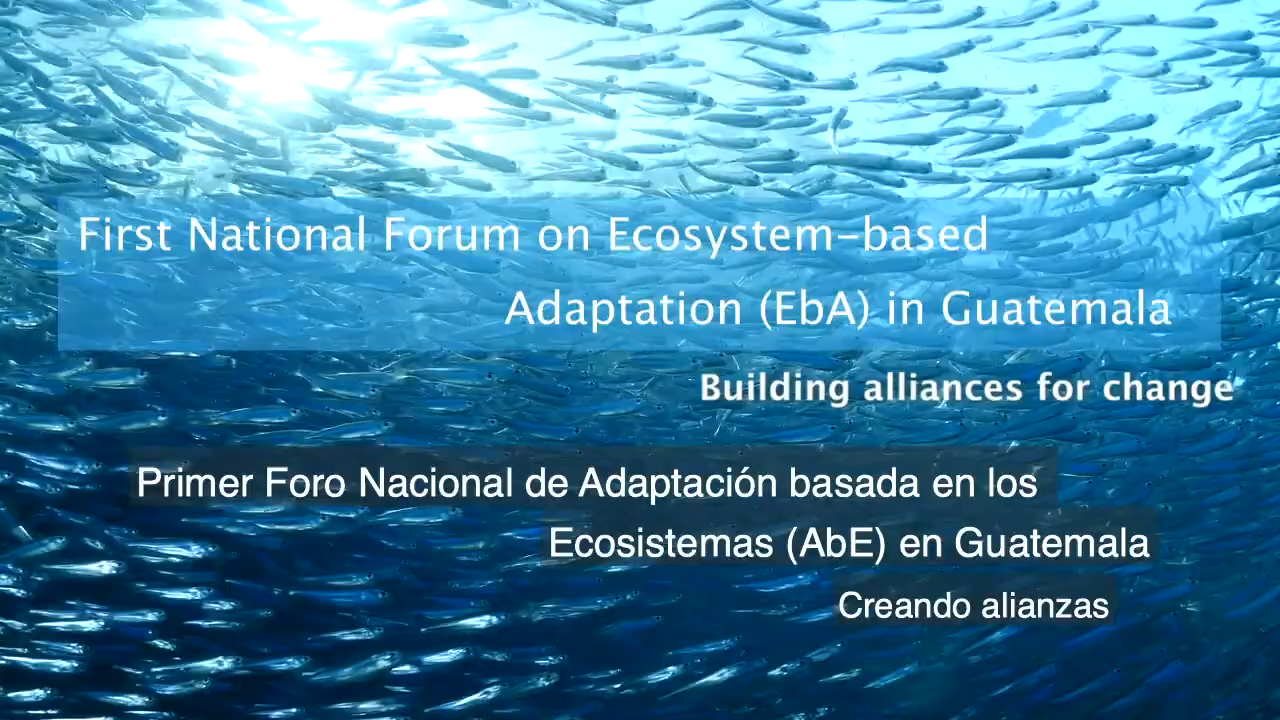 First National Forum on Ecosystem-based
Adaptation (EbA) in Guatemala
Building alliances for change
Primer Foro Nacional de Adaptación basada en los
Ecosistemas (AbE) en Guatemala
Creando alianzas